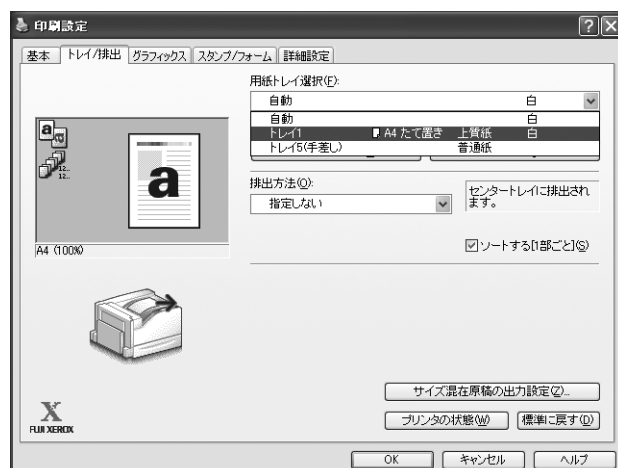 印刷設定
基本 トレイ/排出 グラフィックス スタンプ/フォーム 詳細設定
用紙トレイ選択(F):
自動 白
自動 白
トレイ1 A4 たて置き 上質紙 白
トレイ5(手差し) 普通紙
排出方法(O):
指定しない
センタートレイに排出され
ます。
ソートする[1部ごと](S)
a
12..
12..
a
A4 (100%)
サイズ混在原稿の出力設定(Z)...
プリンタの状態(W) 標準に戻す(D)
X
FUJI XEROX
OK キャンセル ヘルプ